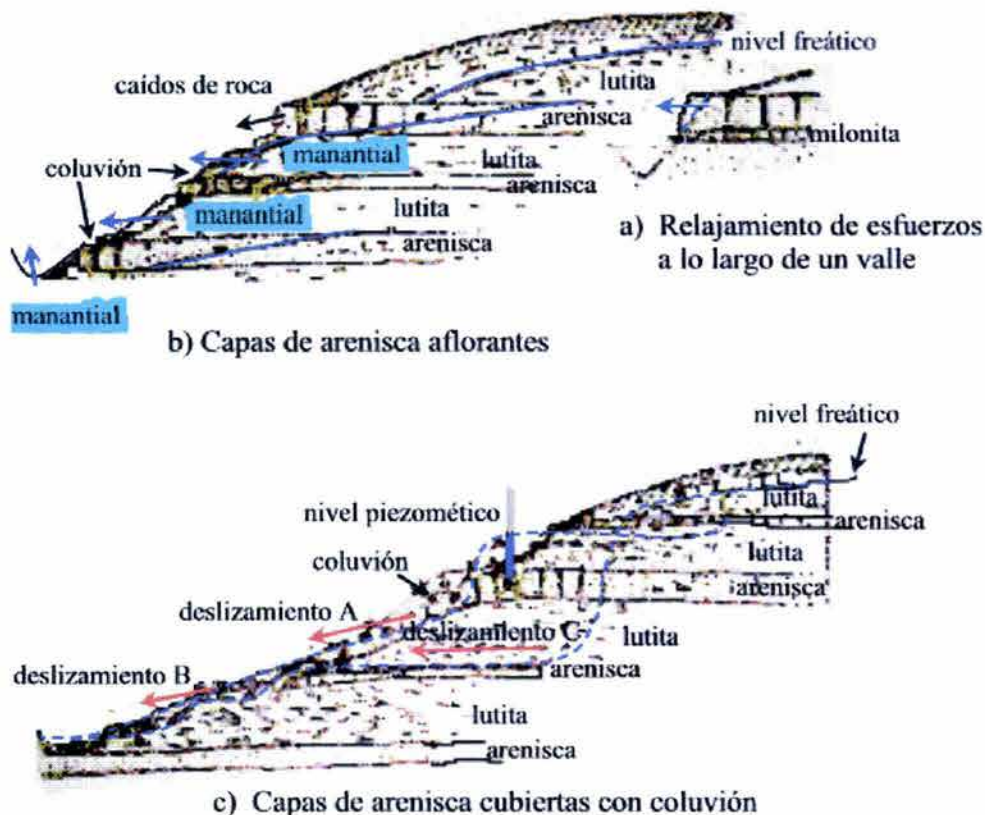 nivel freático
caídos de roca
lutita
arenisca
milonita
manantial
coluvión
lutita
arenisca
manantial
lutita
arenisca
a) Relajamiento de esfuerzos
a lo largo de un valle
manantial
b) Capas de arenisca aflorantes
nivel freático
nivel piezomético
lutita
arenisca
lutita
coluvión
arenisca
deslizamiento A
deslizamiento C
lutita
deslizamiento B
arenisca
lutita
arenisca
c) Capas de arenisca cubiertas con coluvión